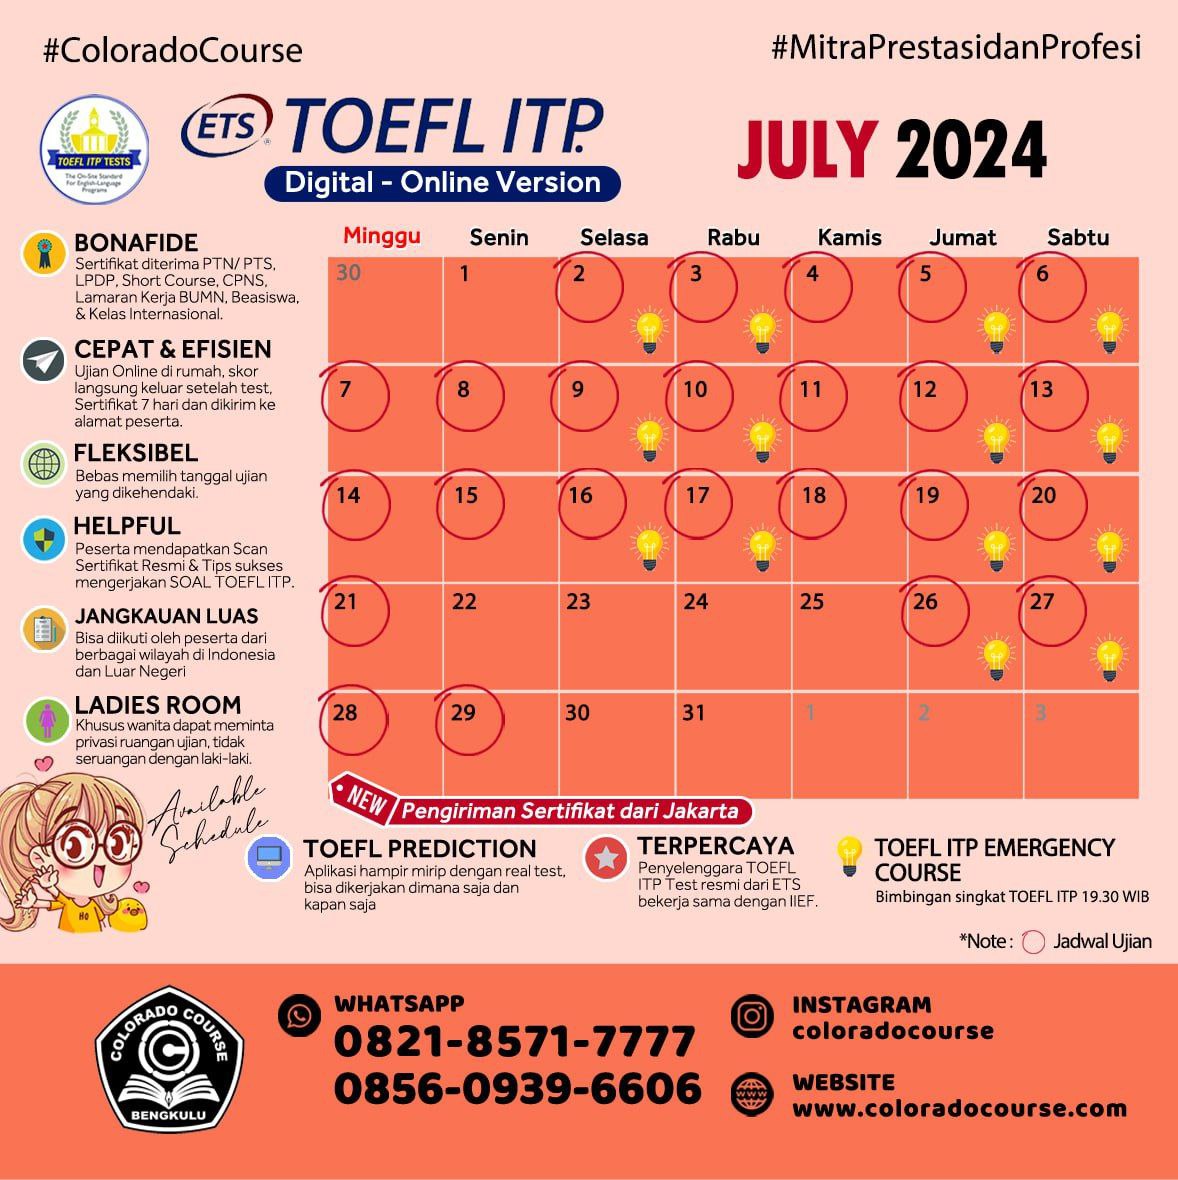 #ColoradoCourse
#MitraPrestasidanProfesi
TOEFL ITP TESTS
The On-Site Standard
For English-Language
Programs
ETS ® TOEFL ITP.
Digital - Online Version
JULY 2024
BONAFIDE
Sertifikat diterima PTN/ PTS,
LPDP, Short Course, CPNS,
Lamaran Kerja BUMN, Beasiswa,
& Kelas Internasional.
CEPAT & EFISIEN
Ujian Online di rumah, skor
langsung keluar setelah test,
Sertifikat 7 hari dan dikirim ke
alamat peserta.
FLEKSIBEL
Bebas memilih tanggal ujian
yang dikehendaki.
HELPFUL
Peserta mendapatkan Scan
Sertifikat Resmi & Tips sukses
mengerjakan SOAL TOEFL ITP.
JANGKAUAN LUAS
Bisa diikuti oleh peserta dari
berbagai wilayah di Indonesia
dan Luar Negeri
LADIES ROOM
Khusus wanita dapat meminta
privasi ruangan ujian, tidak
seruangan dengan laki-laki.
Minggu Senin Selasa Rabu Kamis Jumat Sabtu
30 1 2 3 4 5 6
7 8 9 10 11 12 13
14 15 16 17 18 19 20
21 22 23 24 25 26 27
28 29 30 31 1 2 3
Available
Schedule
HO
NEW Pengiriman Sertifikat dari Jakarta
TOEFL PREDICTION
Aplikasi hampir mirip dengan real test,
bisa dikerjakan dimana saja dan
kapan saja
TERPERCAYA
Penyelenggara TOEFL
ITP Test resmi dari ETS
bekerja sama dengan IIEF.
TOEFL ITP EMERGENCY
COURSE
Bimbingan singkat TOEFL ITP 19.30 WIB
*Note : Jadwal Ujian
COLORADO COURSE
BENGKULU
WHATSAPP
0821-8571-7777
0856-0939-6606
INSTAGRAM
coloradocourse
WEBSITE
www.coloradocourse.com